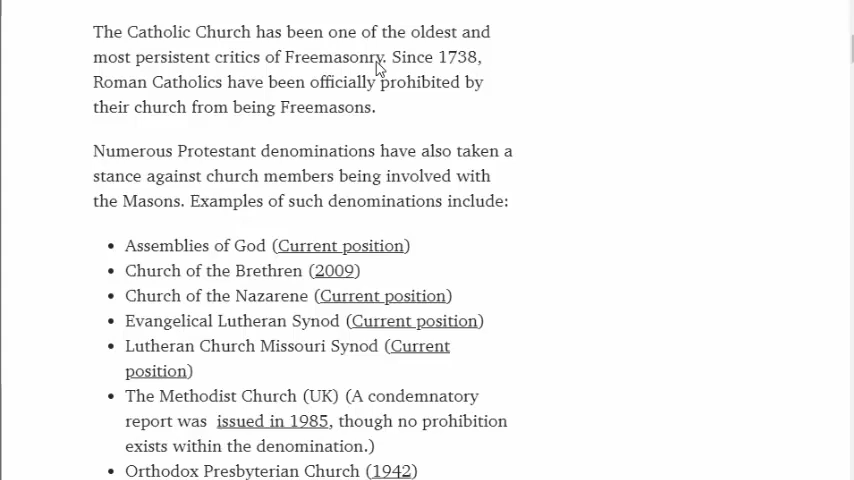 The Catholic Church has been one of the oldest and
most persistent critics of Freemasonry. Since 1738,
Roman Catholics have been officially prohibited by
their church from being Freemasons.
Numerous Protestant denominations have also taken a
stance against church members being involved with
the Masons. Examples of such denominations include:
• Assemblies of God (Current position)
• Church of the Brethren (2009)
• Church of the Nazarene (Current position)
• Evangelical Lutheran Synod (Current position)
• Lutheran Church Missouri Synod (Current
position)
• The Methodist Church (UK) (A condemnatory
report was issued in 1985, though no prohibition
exists within the denomination.)
• Orthodox Presbyterian Church (1942)